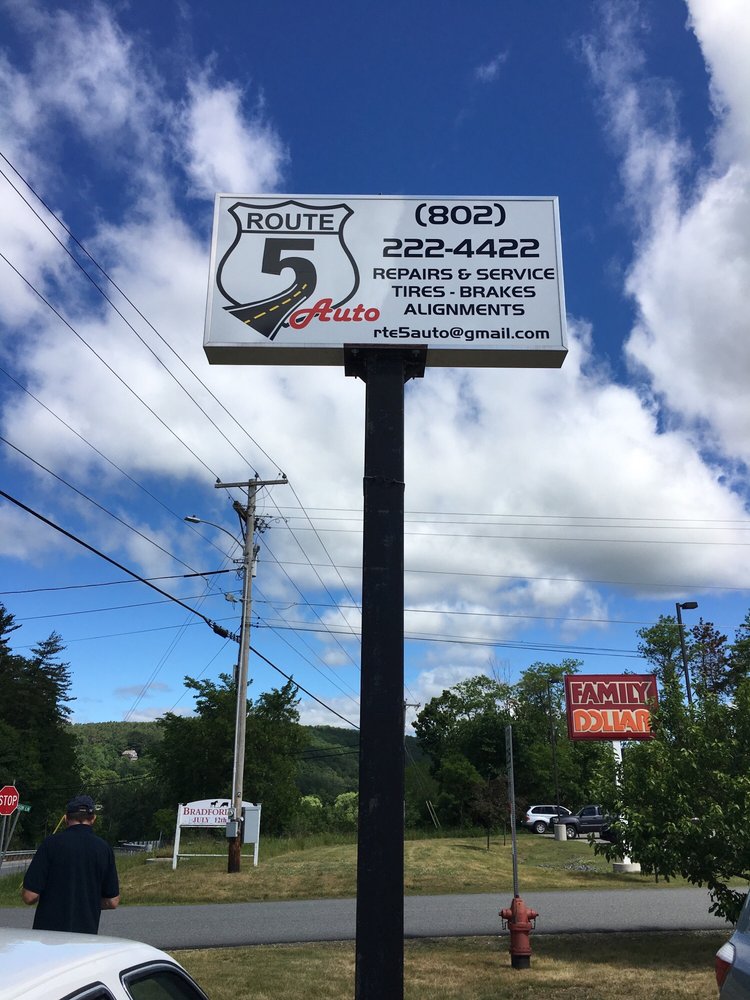 ROUTE
5
Auto
(802)
222-4422
REPAIRS & SERVICE
TIRES - BRAKES
ALIGNMENTS
rte5auto@gmail.com
FAMILY
DOLLAR
STOP
BRADFORD
JULY 12th